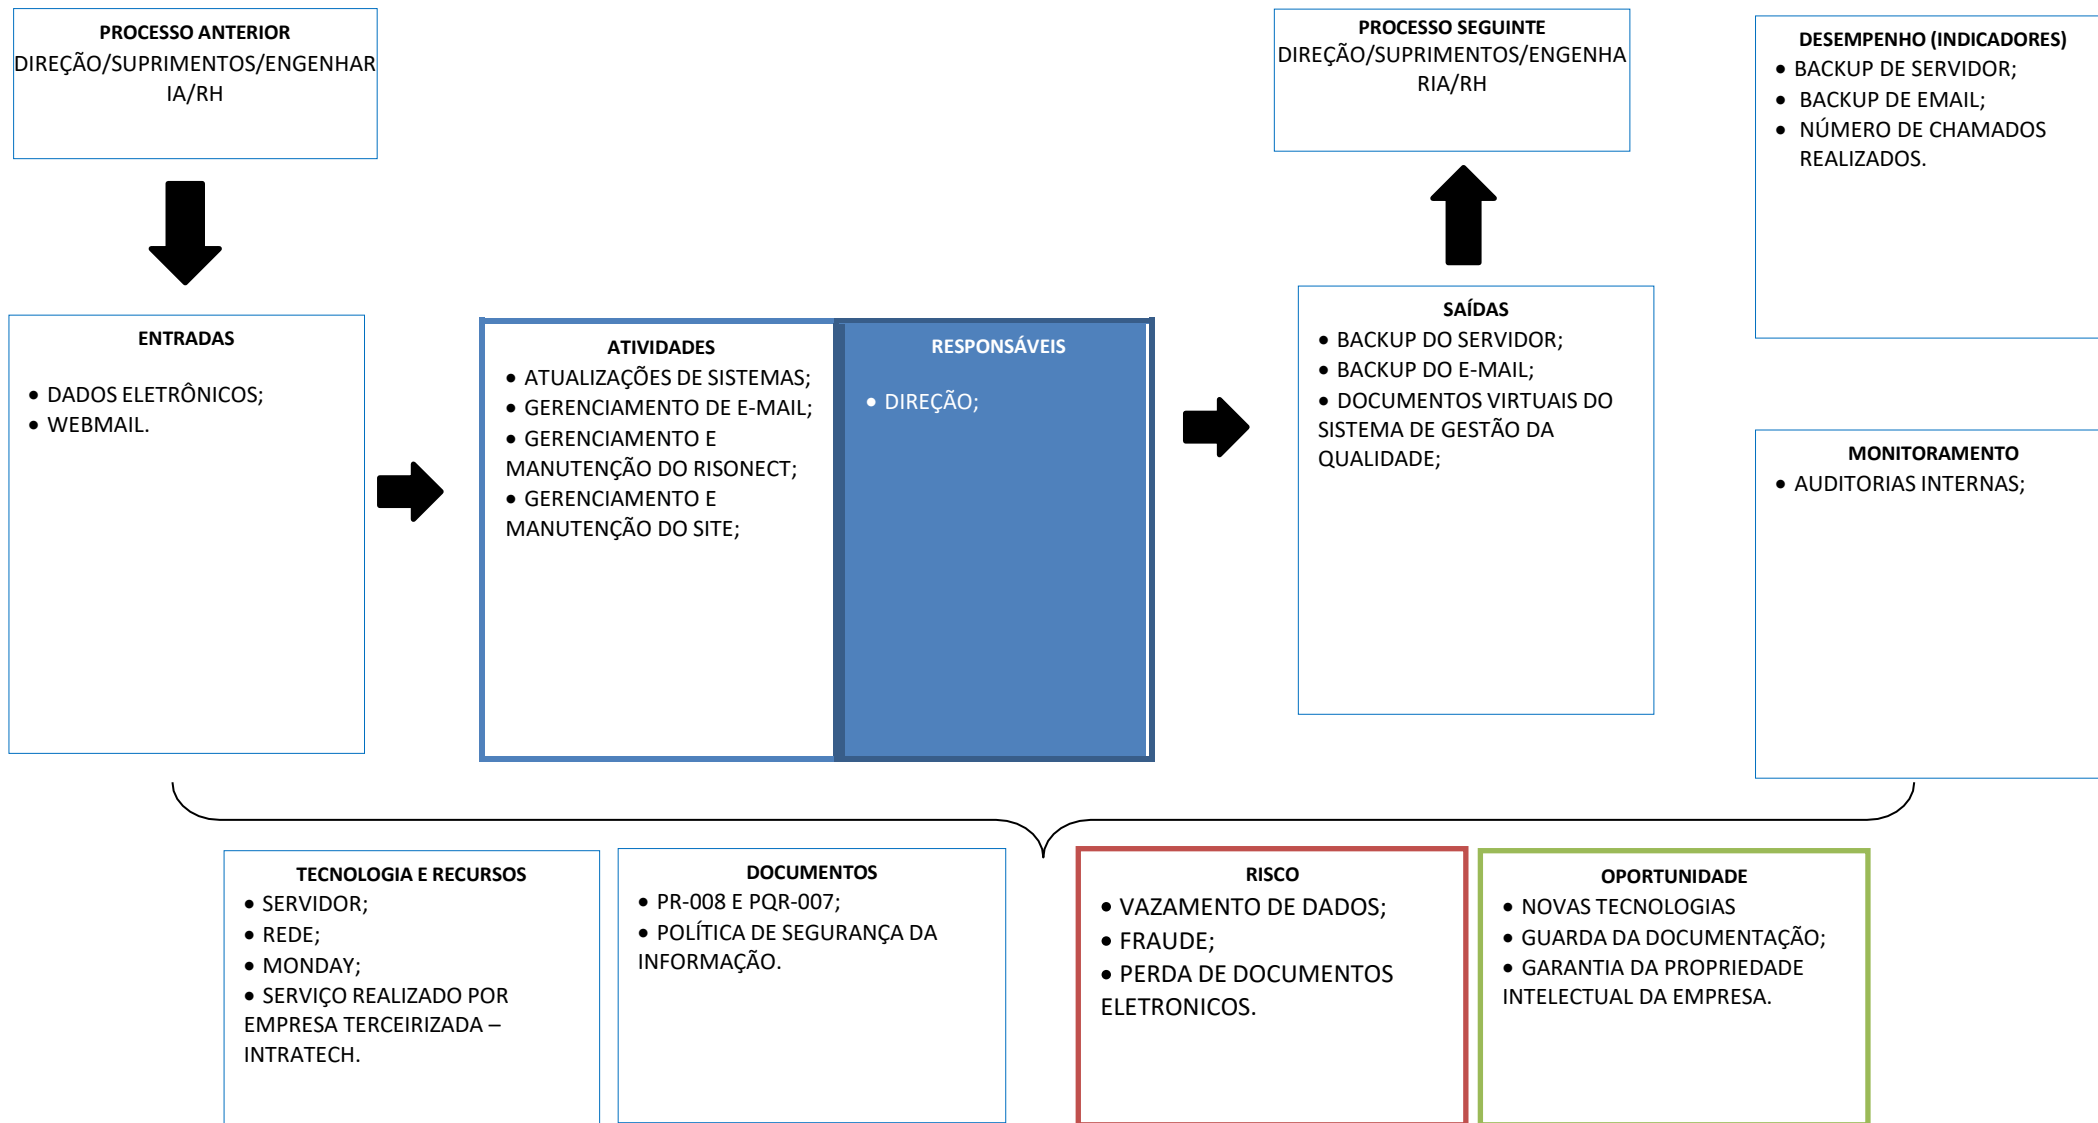 PROCESSO ANTERIOR
DIREÇÃO/SUPRIMENTOS/ENGENHAR
IA/RH
PROCESSO SEGUINTE
DIREÇÃO/SUPRIMENTOS/ENGENHA
RIA/RH
DESEMPENHO (INDICADORES)
• BACKUP DE SERVIDOR;
• BACKUP DE EMAIL;
• NÚMERO DE CHAMADOS
REALIZADOS.
ENTRADAS
• DADOS ELETRÔNICOS;
• WEBMAIL.
ATIVIDADES
• ATUALIZAÇÕES DE SISTEMAS;
• GERENCIAMENTO DE E-MAIL;
• GERENCIAMENTO E
MANUTENÇÃO DO RISONECT;
• GERENCIAMENTO E
MANUTENÇÃO DO SITE;
RESPONSÁVEIS
• DIREÇÃO;
SAÍDAS
• BACKUP DO SERVIDOR;
• BACKUP DO E-MAIL;
• DOCUMENTOS VIRTUAIS DO
SISTEMA DE GESTÃO DA
QUALIDADE;
MONITORAMENTO
• AUDITORIAS INTERNAS;
TECNOLOGIA E RECURSOS
• SERVIDOR;
• REDE;
• MONDAY;
• SERVIÇO REALIZADO POR
EMPRESA TERCEIRIZADA –
INTRATECH.
DOCUMENTOS
• PR-008 E PQR-007;
• POLÍTICA DE SEGURANÇA DA
INFORMAÇÃO.
RISCO
• VAZAMENTO DE DADOS;
• FRAUDE;
• PERDA DE DOCUMENTOS
ELETRONICOS.
OPORTUNIDADE
• NOVAS TECNOLOGIAS
• GUARDA DA DOCUMENTAÇÃO;
• GARANTIA DA PROPRIEDADE
INTELECTUAL DA EMPRESA.